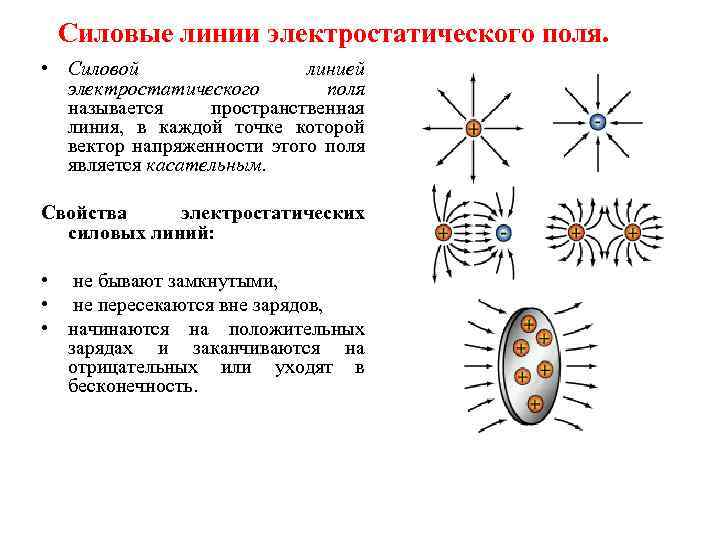 Силовые линии электростатического поля.
• Силовой линией
электростатического поля
называется пространственная
линия, в каждой точке которой
вектор напряженности этого поля
является касательным.
Свойства электростатических
силовых линий:
• не бывают замкнутыми,
• не пересекаются вне зарядов,
• начинаются на положительных
зарядах и заканчиваются на
отрицательных или уходят в
бесконечность.